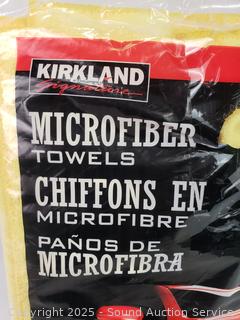 KIRKLAND
Signature
MICROFIBER
TOWELS
CHIFFONS EN
MICROFIBRE
PAÑOS DE
MICROFIBRA
Copyright 2025 - Sound Auction Service